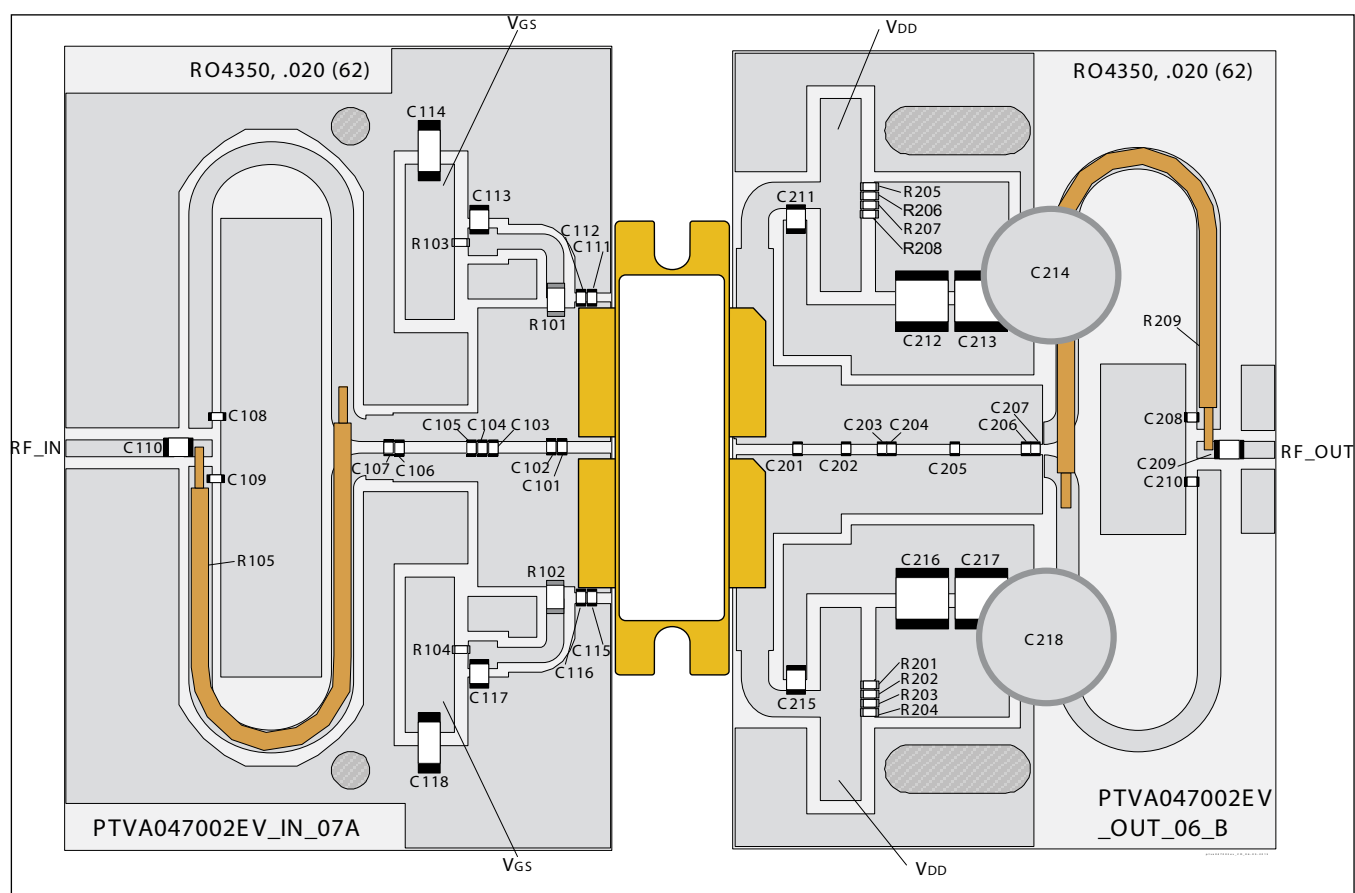 VGS
VDD
RO4350, .020 (62)
RO4350, .020 (62)
C114
C113
C112
C111
R103
R101
C211
R205
R206
R207
R208
C214
C212
C213
R209
C108
C105
C104
C103
C110
RF_IN
C107
C106
C102
C101
C109
C203
C204
C207
C206
C201
C202
C205
C208
C209
RF_OUT
C210
R105
R102
R104
C115
C116
C117
C118
C216
C217
C218
R201
R202
R203
R204
C215
PTVA047002EV_IN_07A
PTVA047002EV
_OUT_06_B
VGS
VDD